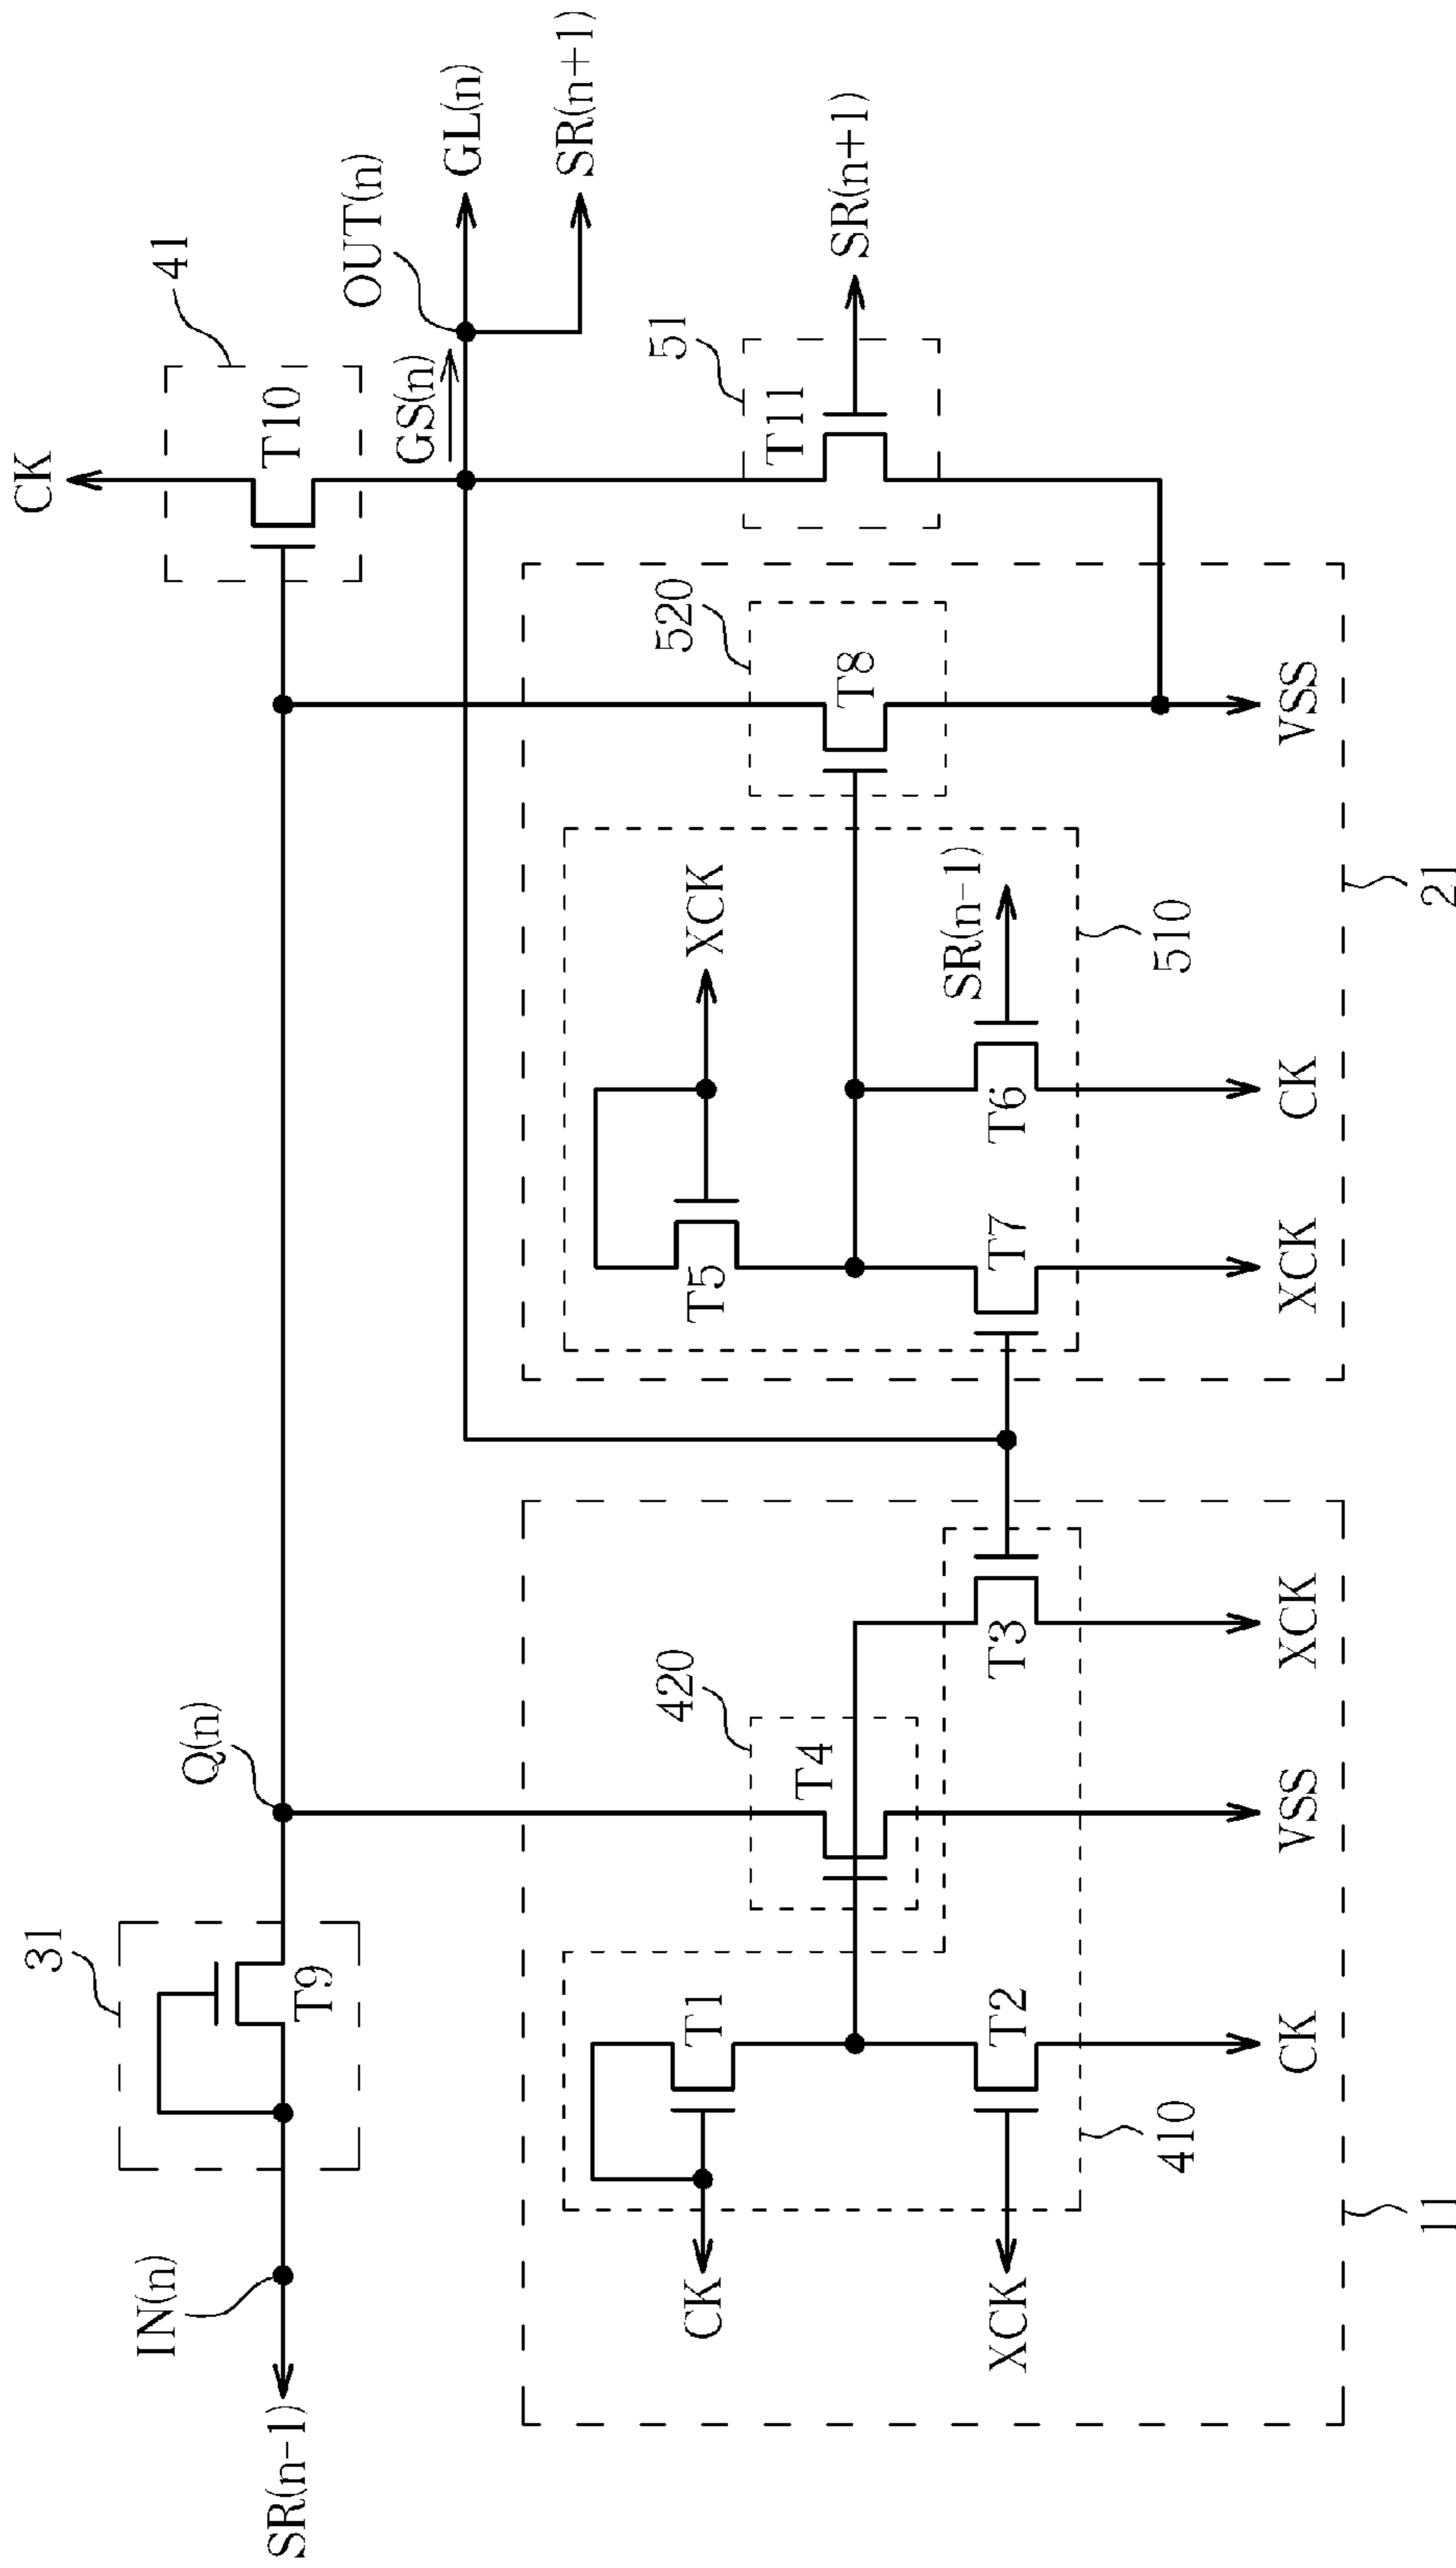 CK
41
T10
OUT(n)
GL(n)
SR(n+1)
GS(n)
51
T11
SR(n+1)
520
T8
VSS
XCK
T5
SR(n-1)
T6
T7
510
CK
XCK
21
Q(n)
31
T9
IN(n)
SR(n-1)
420
T4
T3
XCK
VSS
T1
T2
CK
XCK
CK
410
11